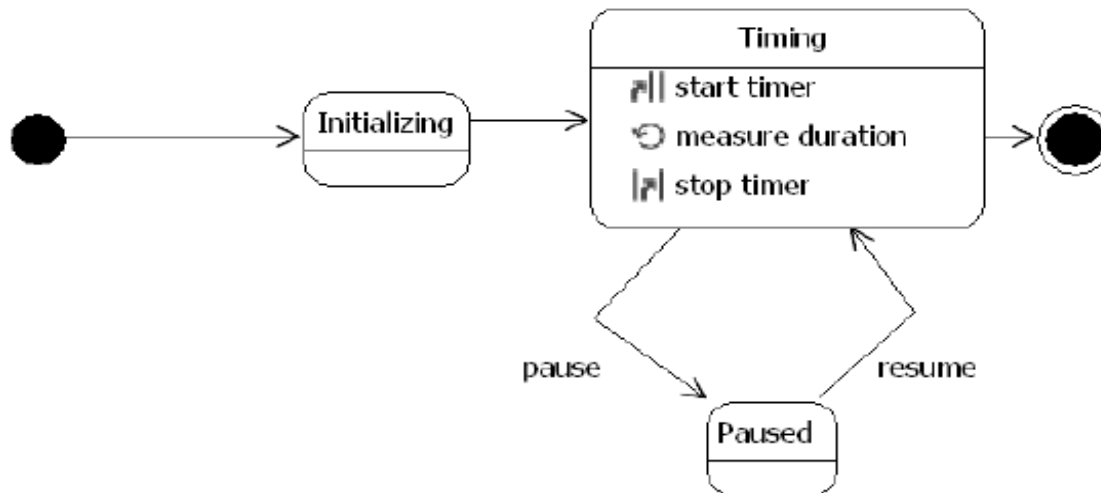 Timing
start timer
Initializing
measure duration
stop timer
pause
resume
Paused